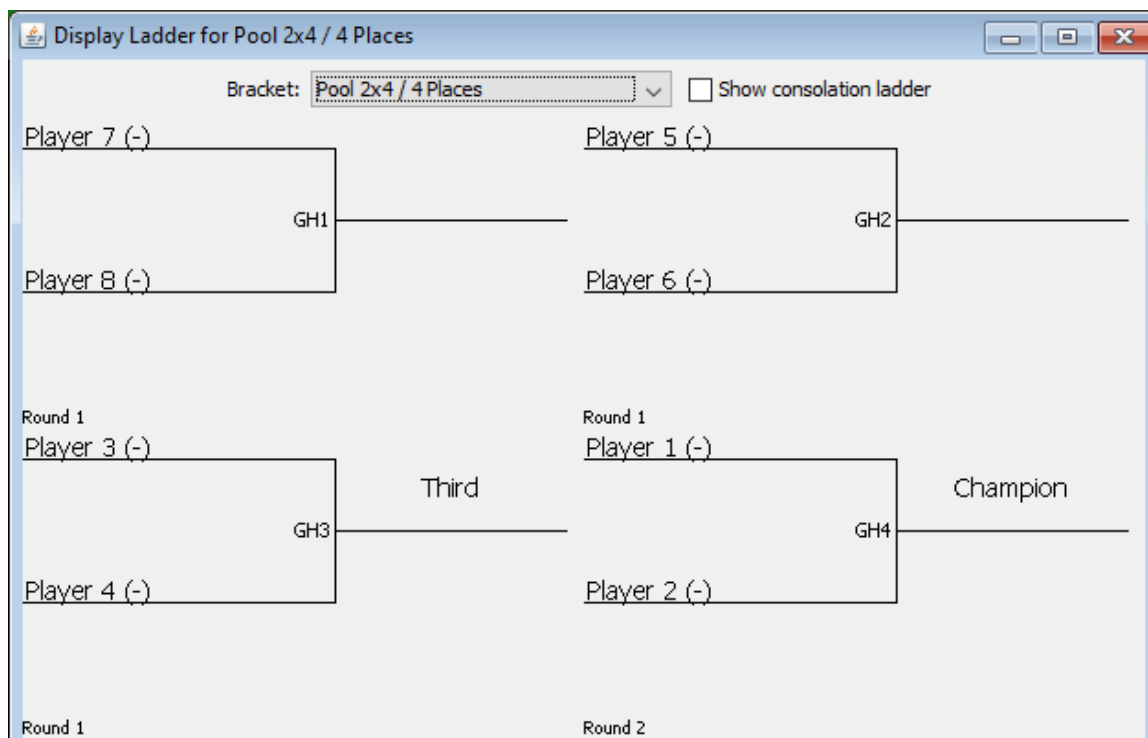 Display Ladder for Pool 2x4 / 4 Places
Bracket: Pool 2x4 / 4 Places Show consolation ladder
Player 7 (-) Player 5 (-)
GH1 GH2
Player 8 (-) Player 6 (-)
Round 1 Round 1
Player 3 (-) Player 1 (-)
Third Champion
GH3 GH4
Player 4 (-) Player 2 (-)
Round 1 Round 2